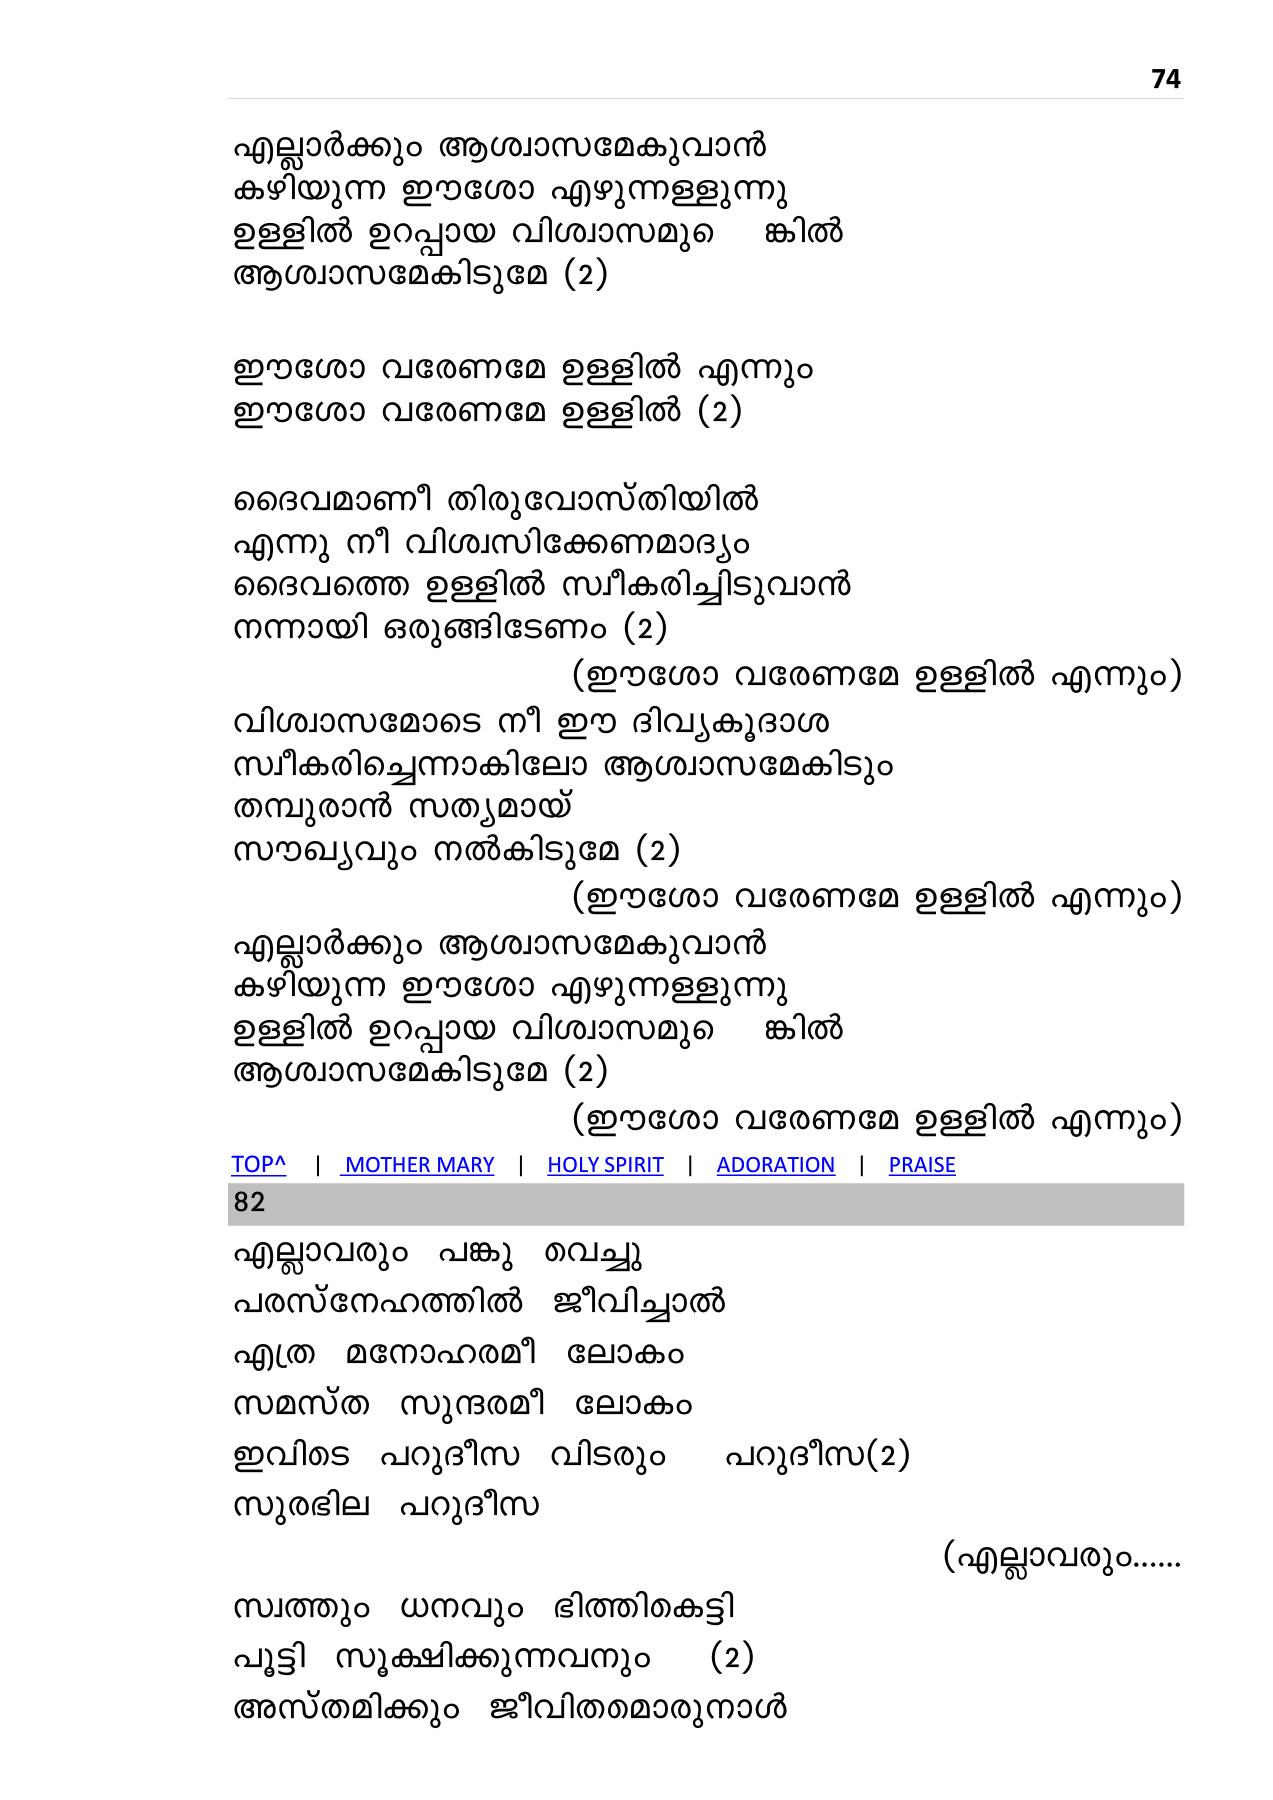 74
എല്ലാർക്കും ആശ്വാസമേകുവാൻ
കഴിയുന്ന ഈശോ എഴുന്നള്ളുന്നു
ഉള്ളിൽ ഉറപ്പായ വിശ്വാസമുെ ങ്കിൽ
ആശ്വാസമേകിടുമേ (2)
ഈശോ വരേണമേ ഉള്ളിൽ എന്നും
ഈശോ വരേണമേ ഉള്ളിൽ (2)
ദൈവമാണീ തിരുവോസ്തിയിൽ
എന്നു നീ വിശ്വസിക്കേണമാദ്യം
ദൈവത്തെ ഉള്ളിൽ സ്വീകരിച്ചിടുവാൻ
നന്നായി ഒരുങ്ങിടേണം (2)
(ഈശോ വരേണമേ ഉള്ളിൽ എന്നും)
വിശ്വാസമോടെ നീ ഈ ദിവ്യകൂദാശ
സ്വീകരിച്ചെന്നാകിലോ ആശ്വാസമേകിടും
തമ്പുരാൻ സത്യമായ്
സൗഖ്യവും നൽകിടുമേ (2)
(ഈശോ വരേണമേ ഉള്ളിൽ എന്നും)
എല്ലാർക്കും ആശ്വാസമേകുവാൻ
കഴിയുന്ന ഈശോ എഴുന്നള്ളുന്നു
ഉള്ളിൽ ഉറപ്പായ വിശ്വാസമുെ ങ്കിൽ
ആശ്വാസമേകിടുമേ (2)
(ഈശോ വരേണമേ ഉള്ളിൽ എന്നും)
TOP^ | MOTHER MARY | HOLY SPIRIT | ADORATION | PRAISE
82
എല്ലാവരും പങ്കു വെച്ചു
പരസ്നേഹത്തിൽ ജീവിച്ചാൽ
എത്ര മനോഹരമീ ലോകം
സമസ്ത സുന്ദരമീ ലോകം
ഇവിടെ പറുദീസ വിടരും പറുദീസ(2)
സുരഭില പറുദീസ
(എല്ലാവരും......
സ്വത്തും ധനവും ഭിത്തികെട്ടി
പൂട്ടി സൂക്ഷിക്കുന്നവനും (2)
അസ്തമിക്കും ജീവിതമൊരുനാൾ